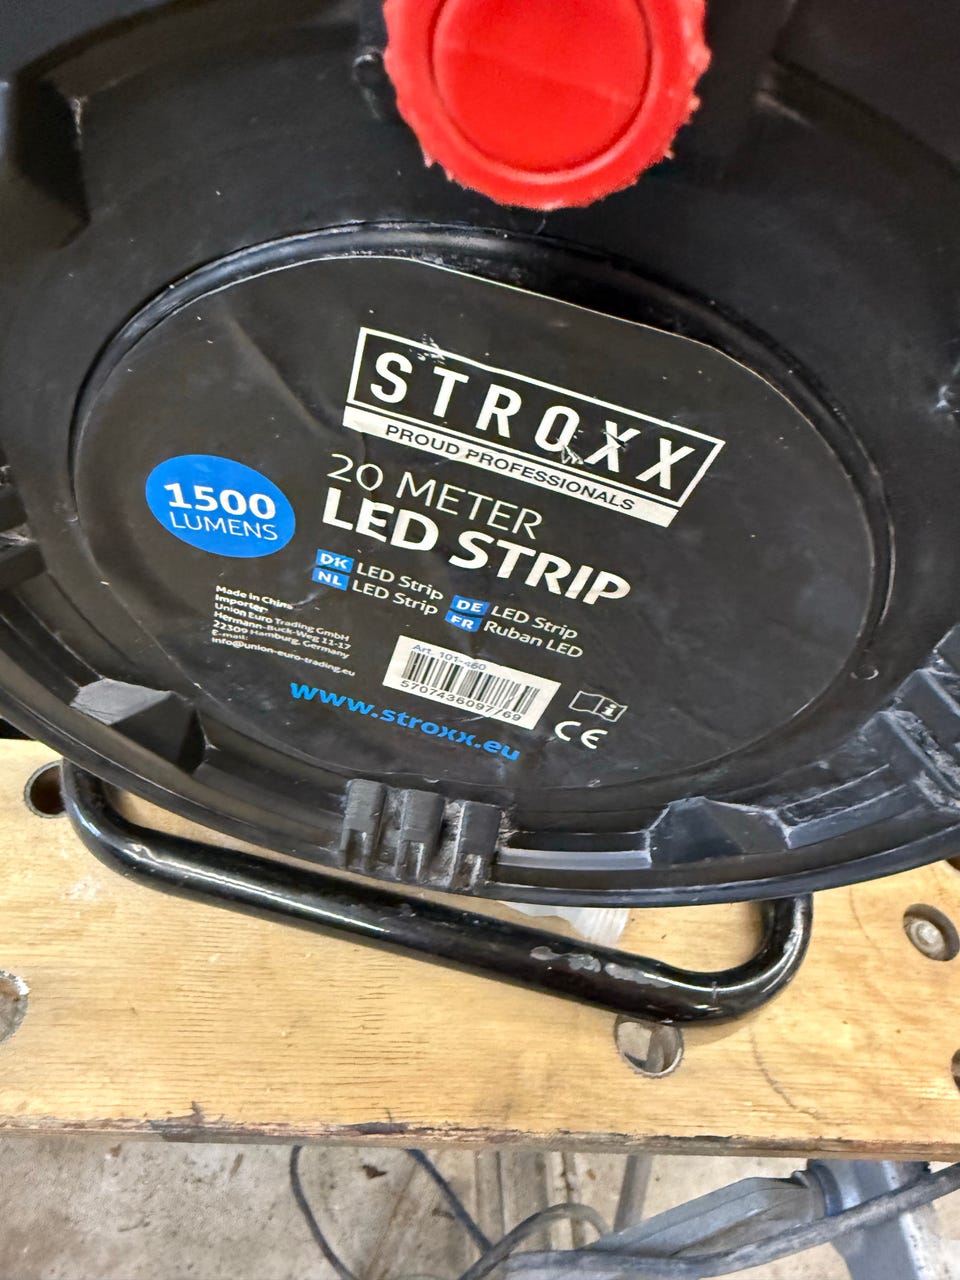 STROXX
PROUD PROFESSIONALS
20 METER
LED STRIP
1500
LUMENS
DK LED Strip
NL LED Strip
DE LED Strip
FR Ruban LED
Made in China
Importer:
Union Euro Trading GmbH
Hermann-Buck-Weg 11-17
22309 Hamburg, Germany
E-mail:
info@union-euro-trading.eu
Art. 101-460
5707436097769
www.stroxx.eu
i
CE